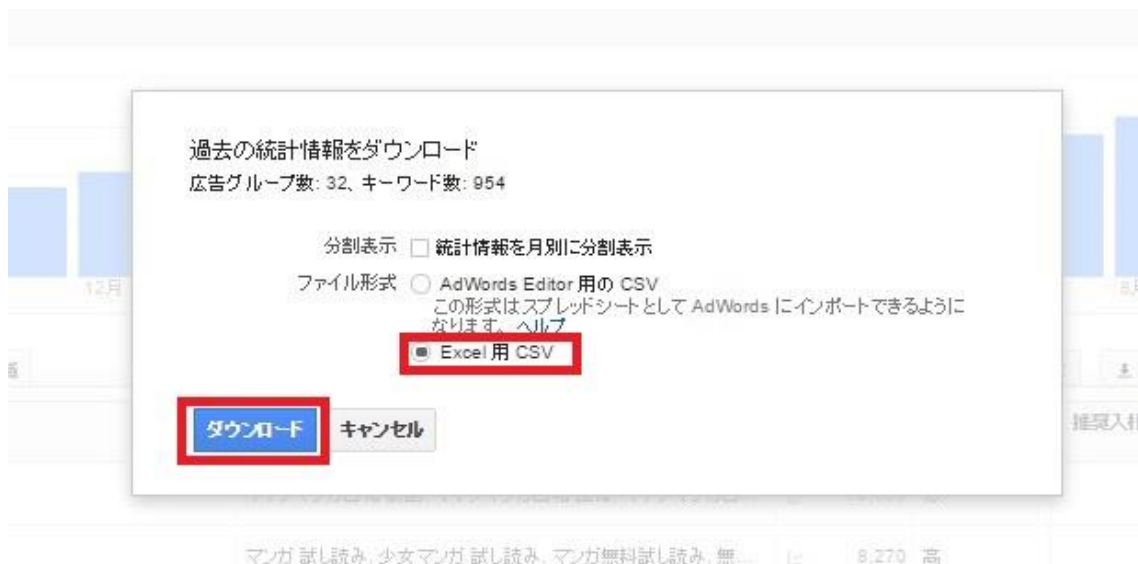 過去の統計情報をダウンロード
広告グループ数: 32、キーワード数: 954
分割表示 統計情報を月別に分割表示
ファイル形式 AdWords Editor 用の CSV
この形式はスプレッドシートとして AdWords にインポートできるように
なります。 ヘルプ
Excel 用 CSV
ダウンロード キャンセル
12月
推奨入札
マンガ 試し読み, 少女マンガ 試し読み, マンガ無料試し読み, 無... 8,270 高